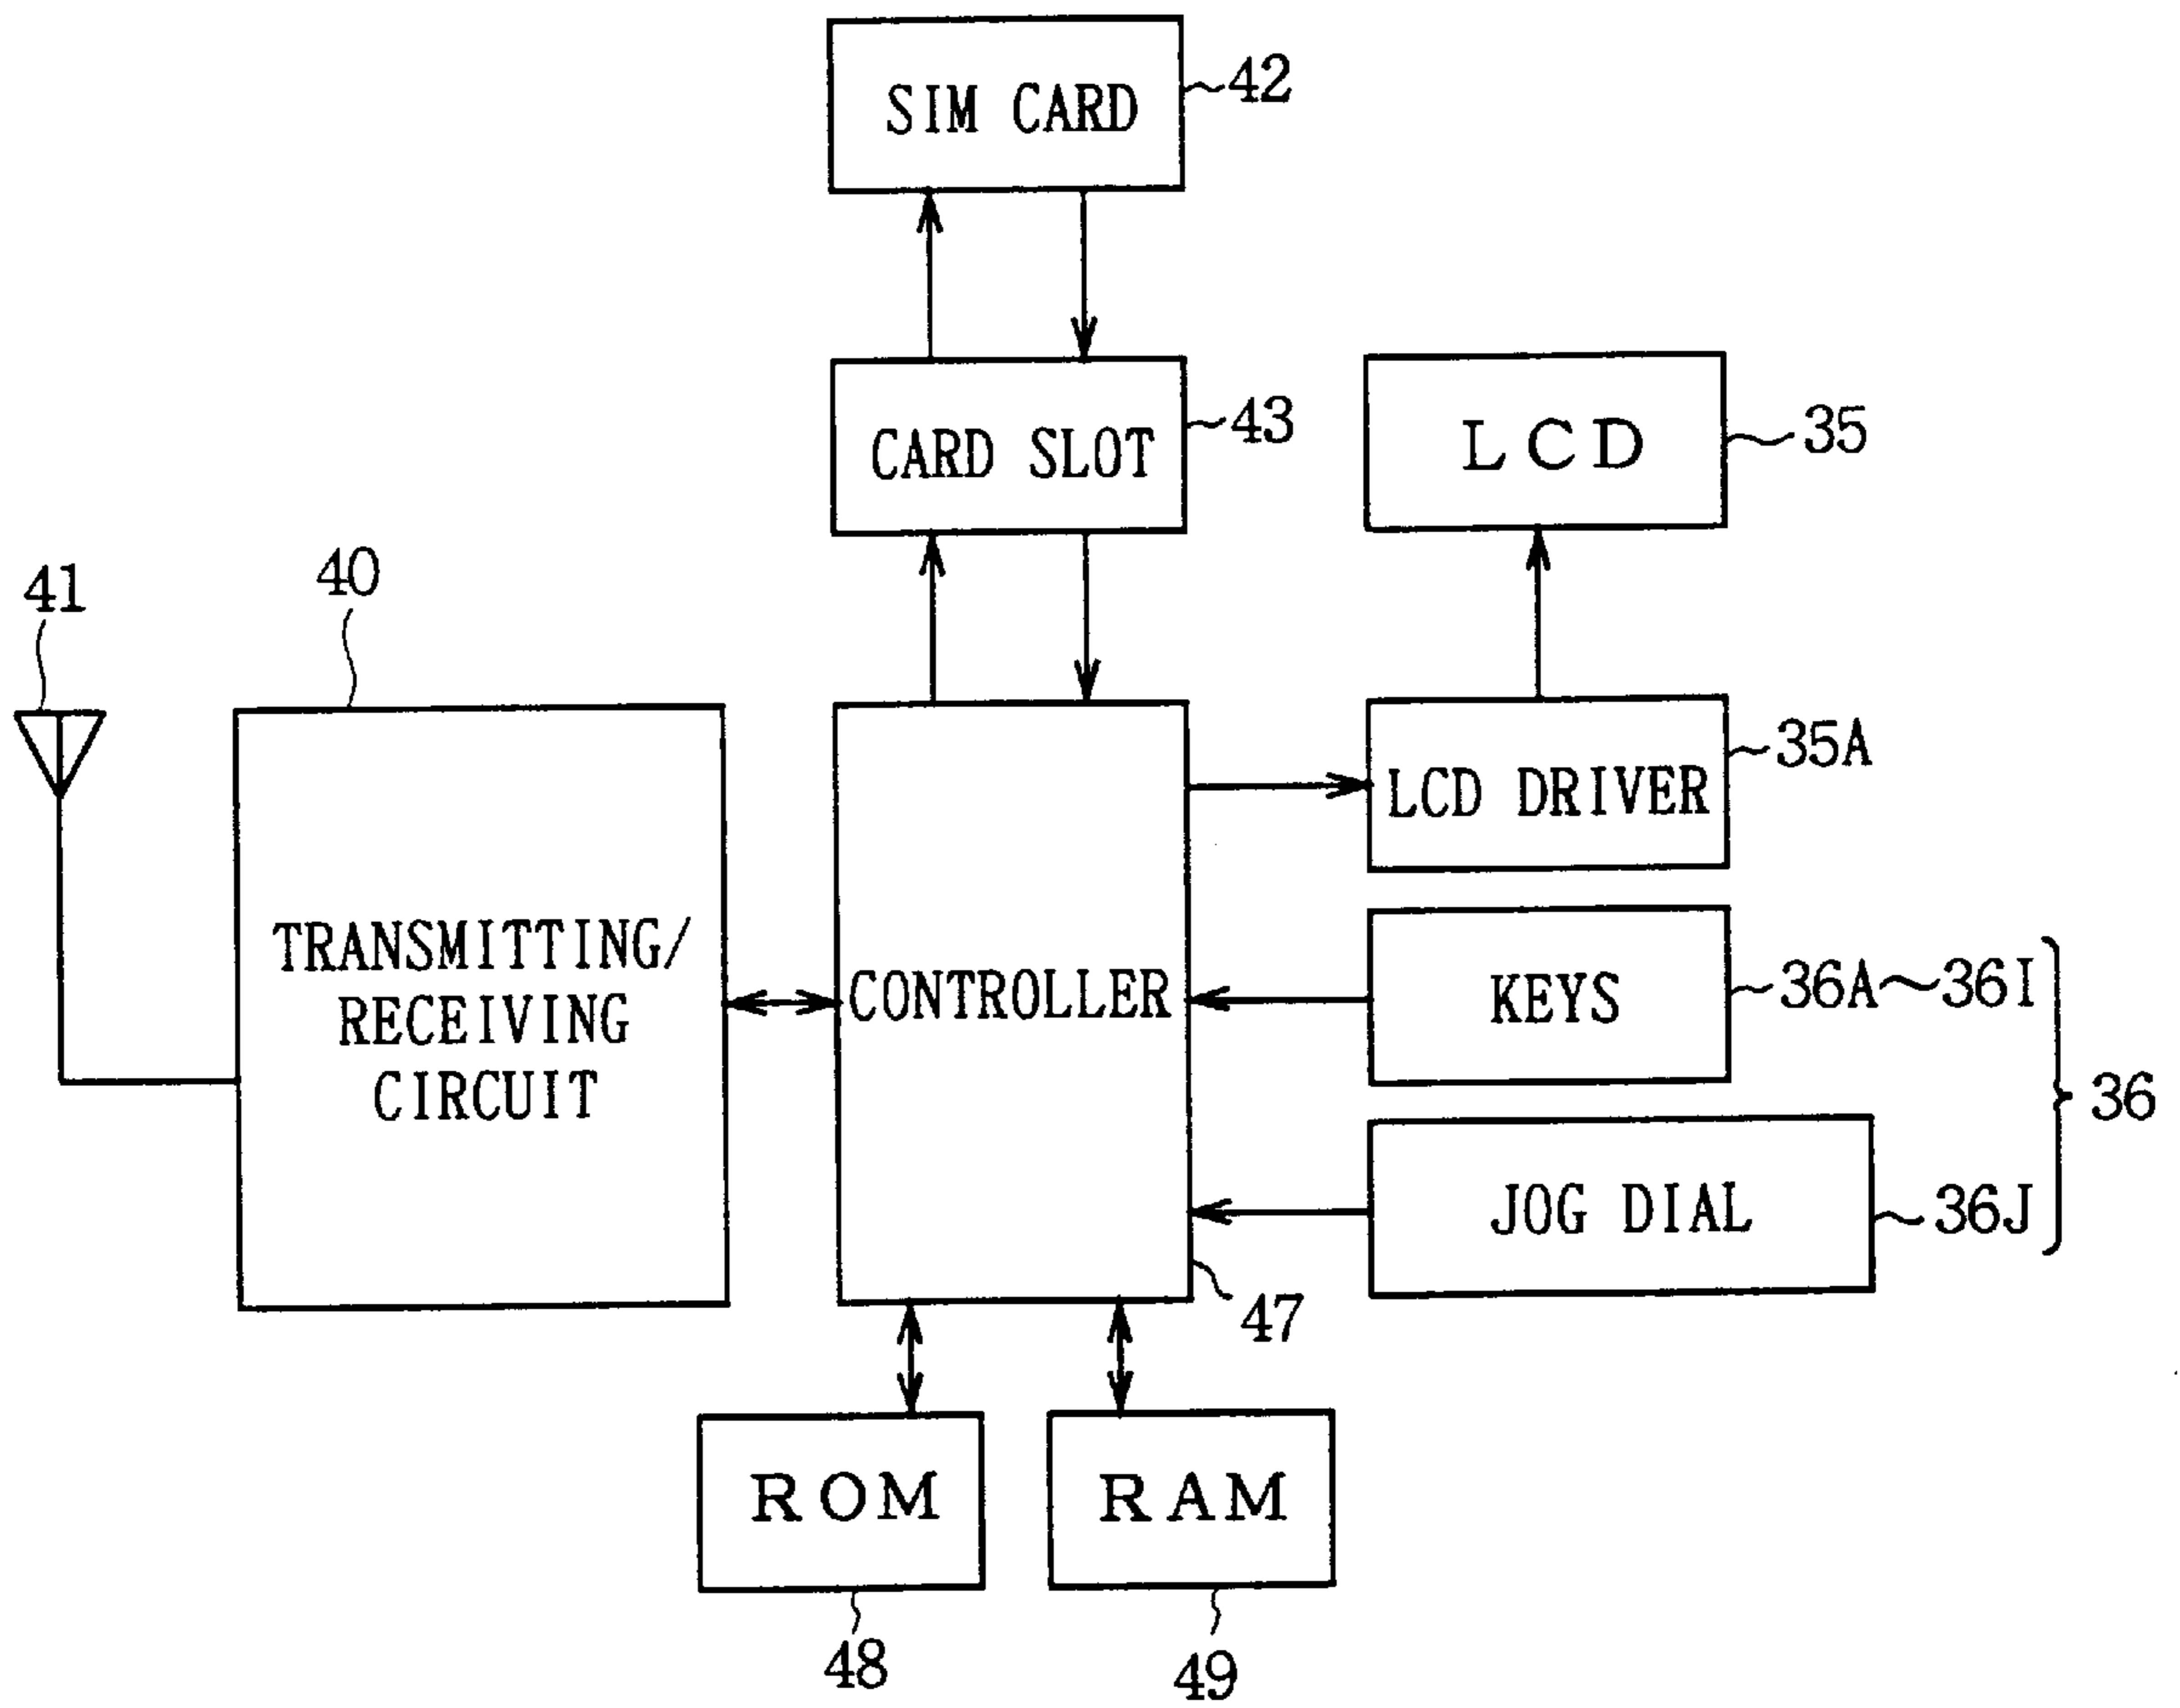 SIM CARD
42
CARD SLOT
43
LCD
35
41
40
LCD DRIVER
35A
TRANSMITTING/
RECEIVING
CIRCUIT
CONTROLLER
47
KEYS
36A～36I
36
JOG DIAL
36J
ROM
48
RAM
49